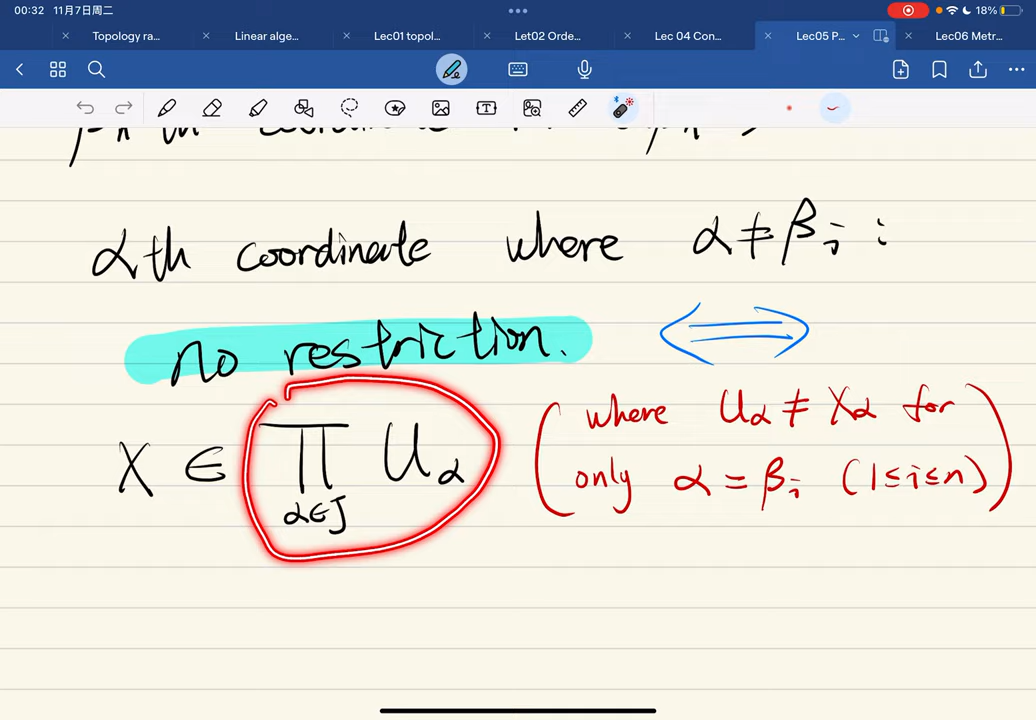 00:32 11月7日周二
18%
Topology ra... Linear alge... Lec01 topol... Let02 Orde... Lec 04 Con... Lec05 P... Lec06 Metr...
αth coordinate where α ≠ βᵢ :
no restriction. ⟺
X ∈ ∏ Uα
α∈J
(where Uα ≠ Xα for
only α = βᵢ (1≤i≤n))